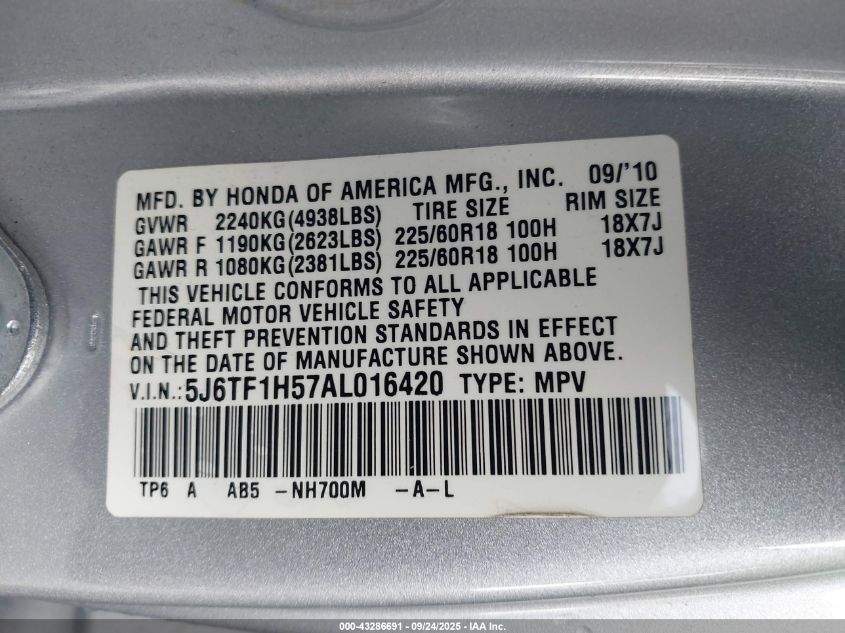 MFD. BY HONDA OF AMERICA MFG., INC. 09/'10
GVWR 2240KG(4938LBS) TIRE SIZE RIM SIZE
GAWR F 1190KG(2623LBS) 225/60R18 100H 18X7J
GAWR R 1080KG(2381LBS) 225/60R18 100H 18X7J
THIS VEHICLE CONFORMS TO ALL APPLICABLE
FEDERAL MOTOR VEHICLE SAFETY
AND THEFT PREVENTION STANDARDS IN EFFECT
ON THE DATE OF MANUFACTURE SHOWN ABOVE.
V.I.N.:5J6TF1H57AL016420 TYPE: MPV
TP6 A AB5 -NH700M -A-L
000-43286691 - 09/24/2025 - IAA Inc.